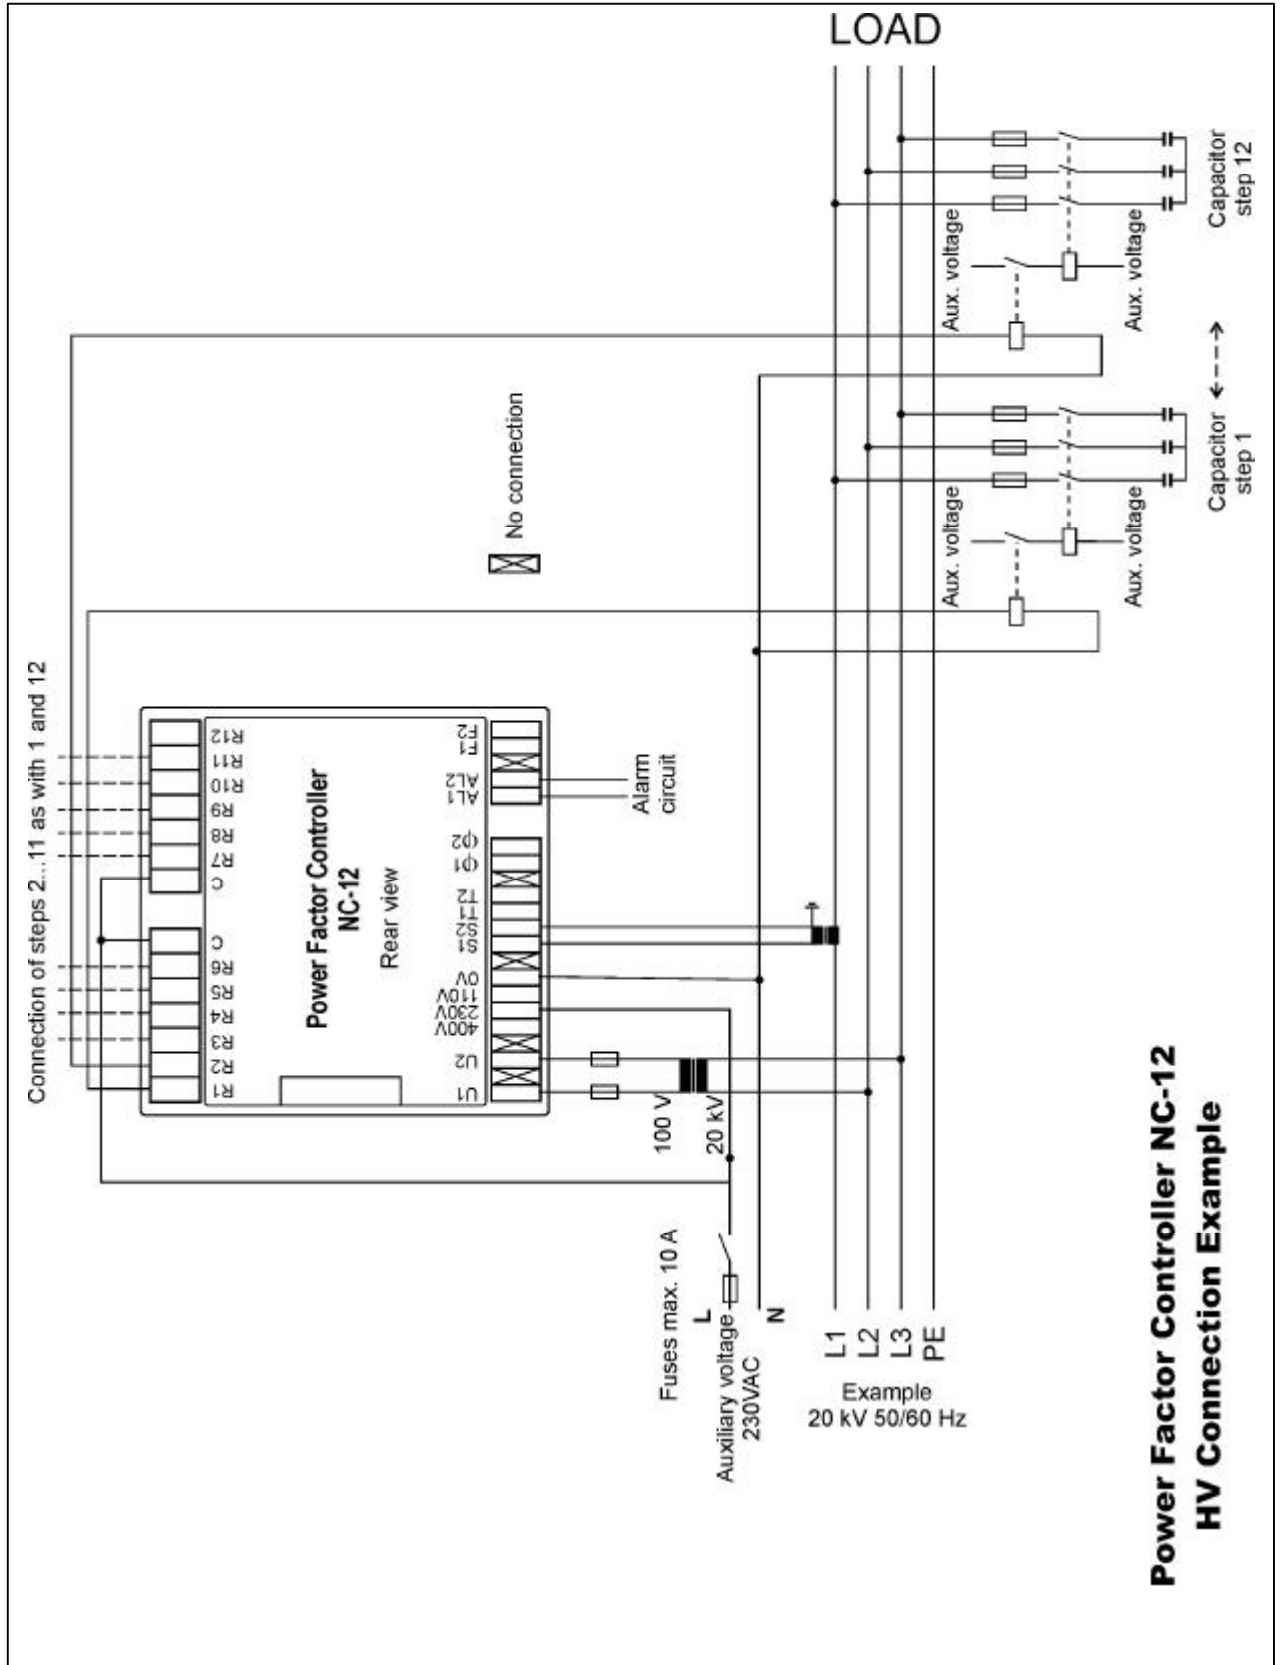 LOAD
Connection of steps 2...11 as with 1 and 12
R1
R2
R3
R4
R5
R6
C
C
R7
R8
R9
R10
R11
R12
Power Factor Controller
NC-12
Rear view
U1
U2
400V
230V
110V
0V
S1
S2
T1
T2
φ1
φ2
AL1
AL2
F1
F2
Alarm
circuit
No connection
100 V
20 kV
Fuses max. 10 A
L
Auxiliary voltage
230VAC
N
L1
L2
L3
PE
Example
20 kV 50/60 Hz
Aux. voltage
Aux. voltage
Capacitor
step 1
Aux. voltage
Aux. voltage
Capacitor
step 12
Power Factor Controller NC-12
HV Connection Example